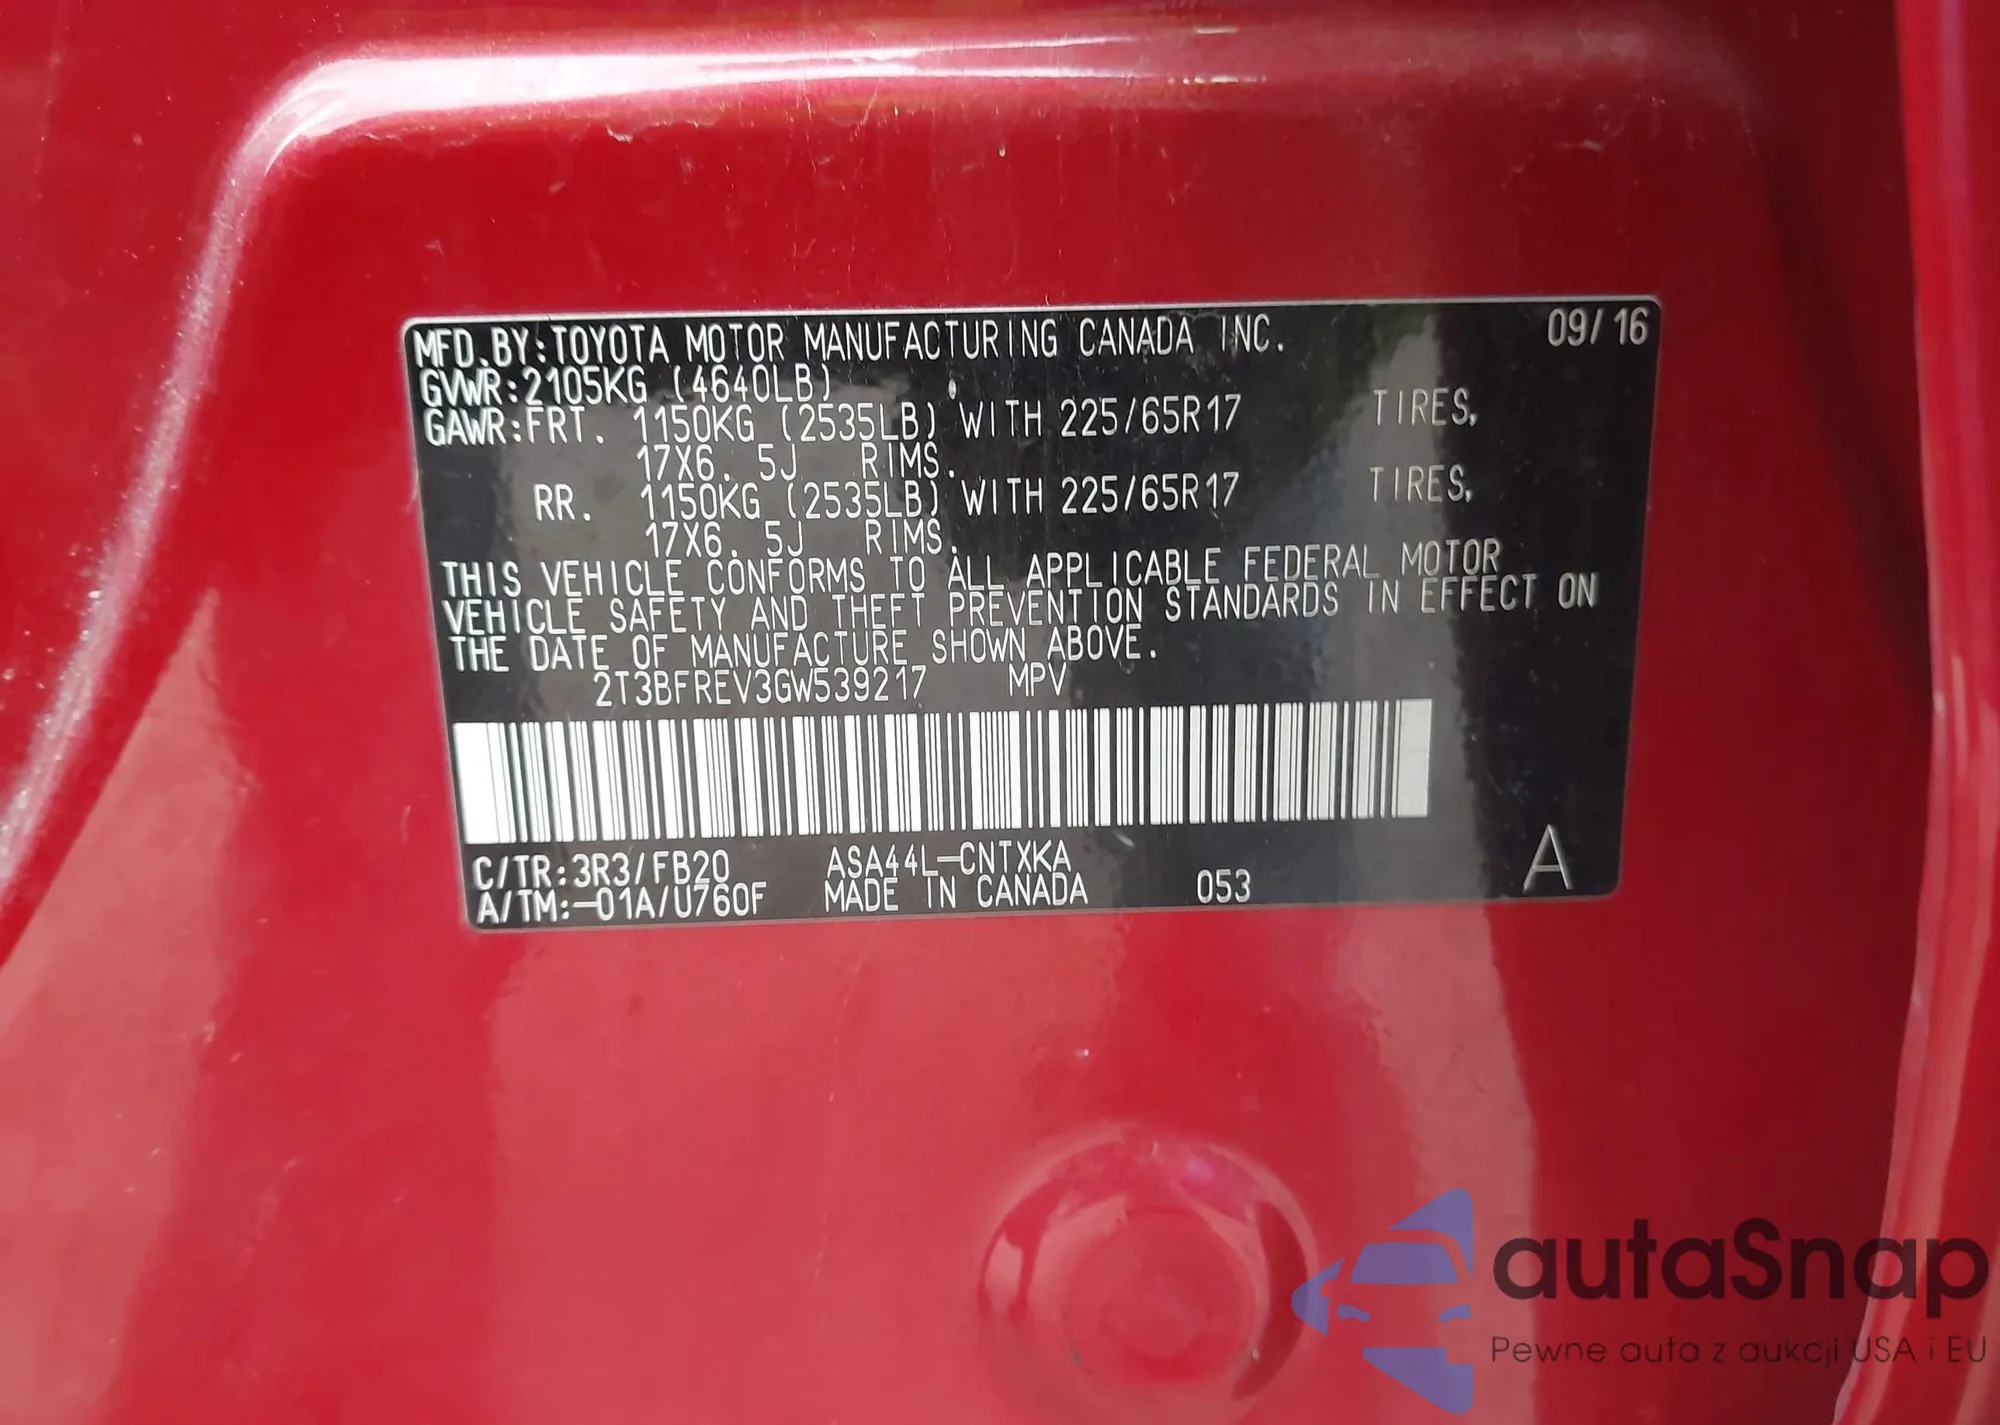 MFD. BY: TOYOTA MOTOR MANUFACTURING CANADA INC. 09/16
GVWR: 2105KG (4640LB)
GAWR: FRT. 1150KG (2535LB) WITH 225/65R17 TIRES,
17X6. 5J RIMS.
RR. 1150KG (2535LB) WITH 225/65R17 TIRES,
17X6. 5J RIMS.
THIS VEHICLE CONFORMS TO ALL APPLICABLE FEDERAL MOTOR
VEHICLE SAFETY AND THEFT PREVENTION STANDARDS IN EFFECT ON
THE DATE OF MANUFACTURE SHOWN ABOVE.
2T3BFREV3GW539217 MPV
C/TR: 3R3/FB20 ASA44L-CNTXKA
A/TM: -01A/U760F MADE IN CANADA 053 A
autaSnap
Pewne auta z aukcji USA i EU